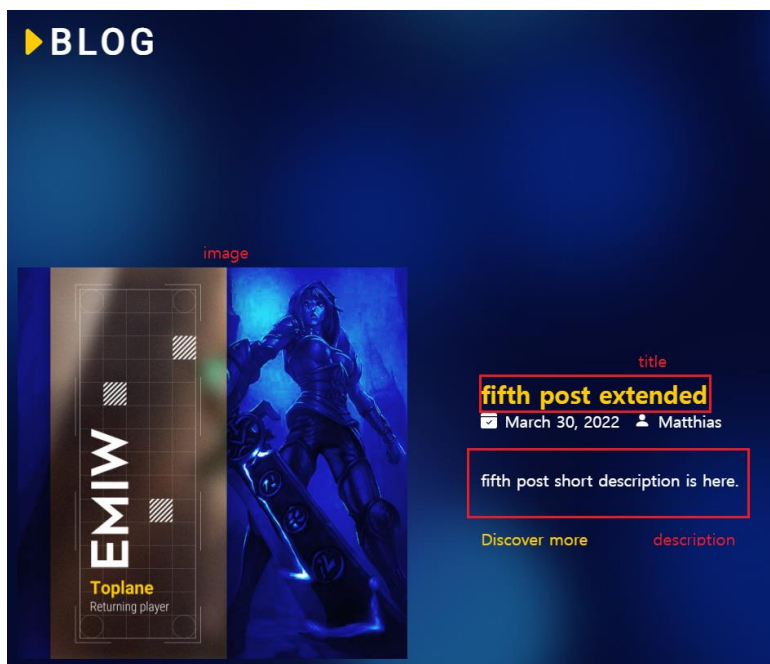 BLOG
image
EMIW
Toplane
Returning player
title
fifth post extended
March 30, 2022 Matthias
fifth post short description is here.
Discover more
description